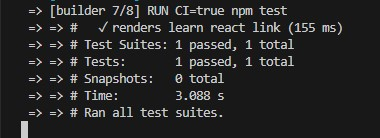 => [builder 7/8] RUN CI=true npm test
=> => # ✓ renders learn react link (155 ms)
=> => # Test Suites: 1 passed, 1 total
=> => # Tests: 1 passed, 1 total
=> => # Snapshots: 0 total
=> => # Time: 3.088 s
=> => # Ran all test suites.